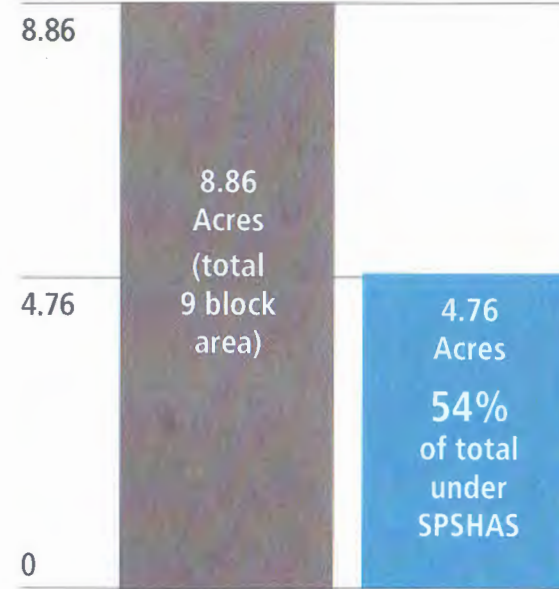 8.86
8.86
Acres
(total
9 block
area)
4.76
4.76
Acres
54%
of total
under
SPSHAS
0